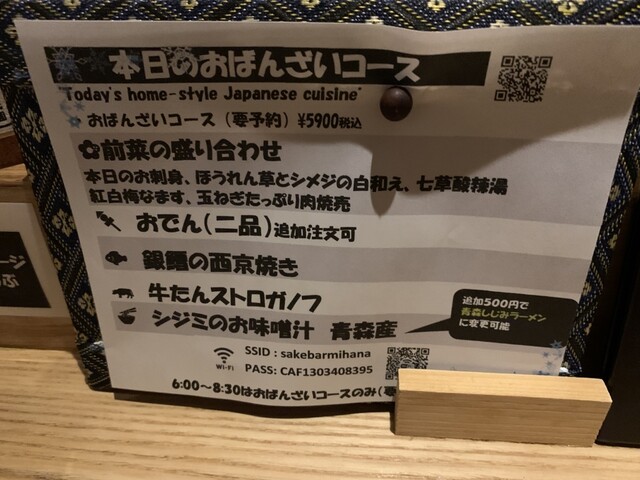 本日のおばんざいコース
"Today's home-style Japanese cuisine"
おばんざいコース（要予約）¥5900税込
前菜の盛り合わせ
本日のお刺身、ほうれん草とシメジの白和え、七草酸辣湯
紅白梅なます、玉ねぎたっぷり肉焼売
おでん（二品）追加注文可
銀鱈の西京焼き
牛たんストロガノフ
シジミのお味噌汁 青森産
追加500円で
青森しじみラーメン
に変更可能
Wi-Fi
SSID : sakebarmihana
PASS: CAF1303408395
6:00～8:30はおばんざいコースのみ(